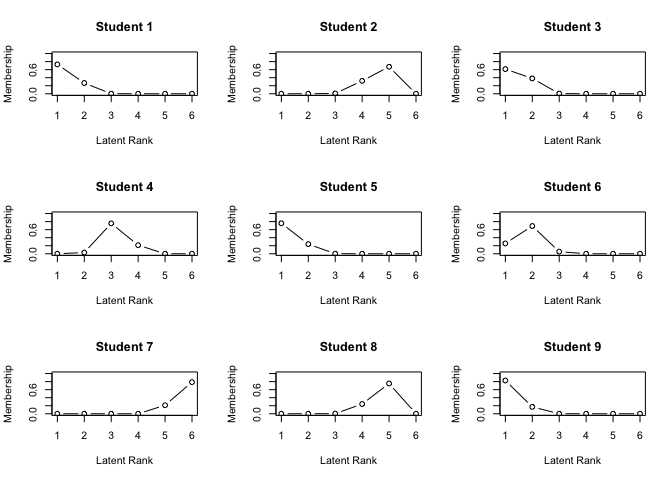 Student 1
Membership
0.6
0.0
1 2 3 4 5 6
Latent Rank
Student 2
Membership
0.6
0.0
1 2 3 4 5 6
Latent Rank
Student 3
Membership
0.6
0.0
1 2 3 4 5 6
Latent Rank
Student 4
Membership
0.6
0.0
1 2 3 4 5 6
Latent Rank
Student 5
Membership
0.6
0.0
1 2 3 4 5 6
Latent Rank
Student 6
Membership
0.6
0.0
1 2 3 4 5 6
Latent Rank
Student 7
Membership
0.6
0.0
1 2 3 4 5 6
Latent Rank
Student 8
Membership
0.6
0.0
1 2 3 4 5 6
Latent Rank
Student 9
Membership
0.6
0.0
1 2 3 4 5 6
Latent Rank